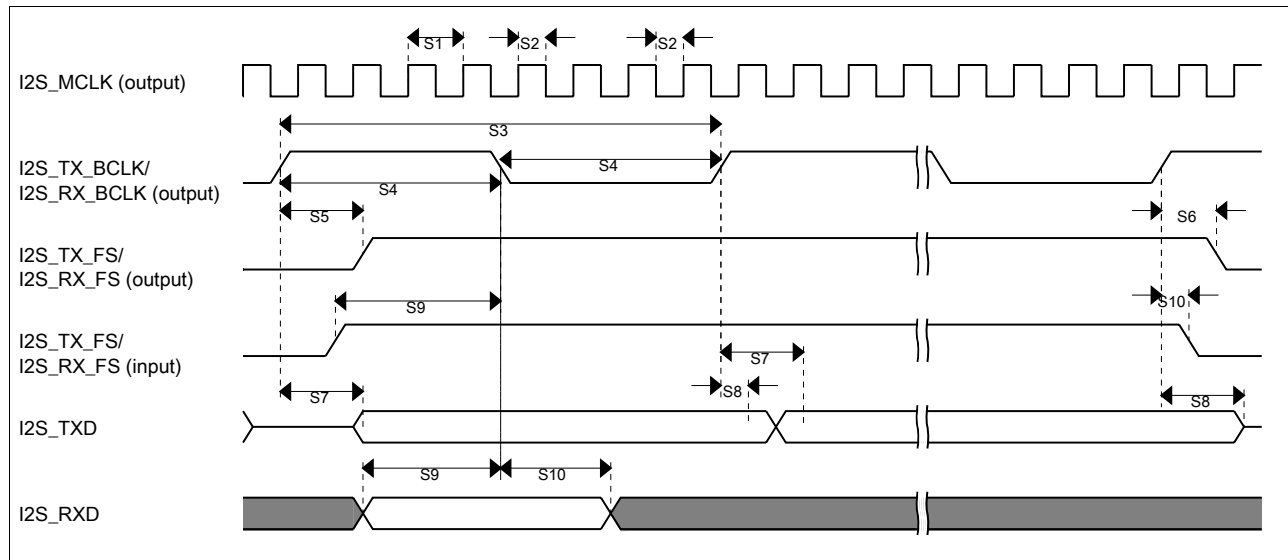 S1
S2
S2
I2S_MCLK (output)
S3
I2S_TX_BCLK/
I2S_RX_BCLK (output)
S4
S4
S5
S6
I2S_TX_FS/
I2S_RX_FS (output)
S9
S10
I2S_TX_FS/
I2S_RX_FS (input)
S7
S7
S8
S8
I2S_TXD
S9
S10
I2S_RXD